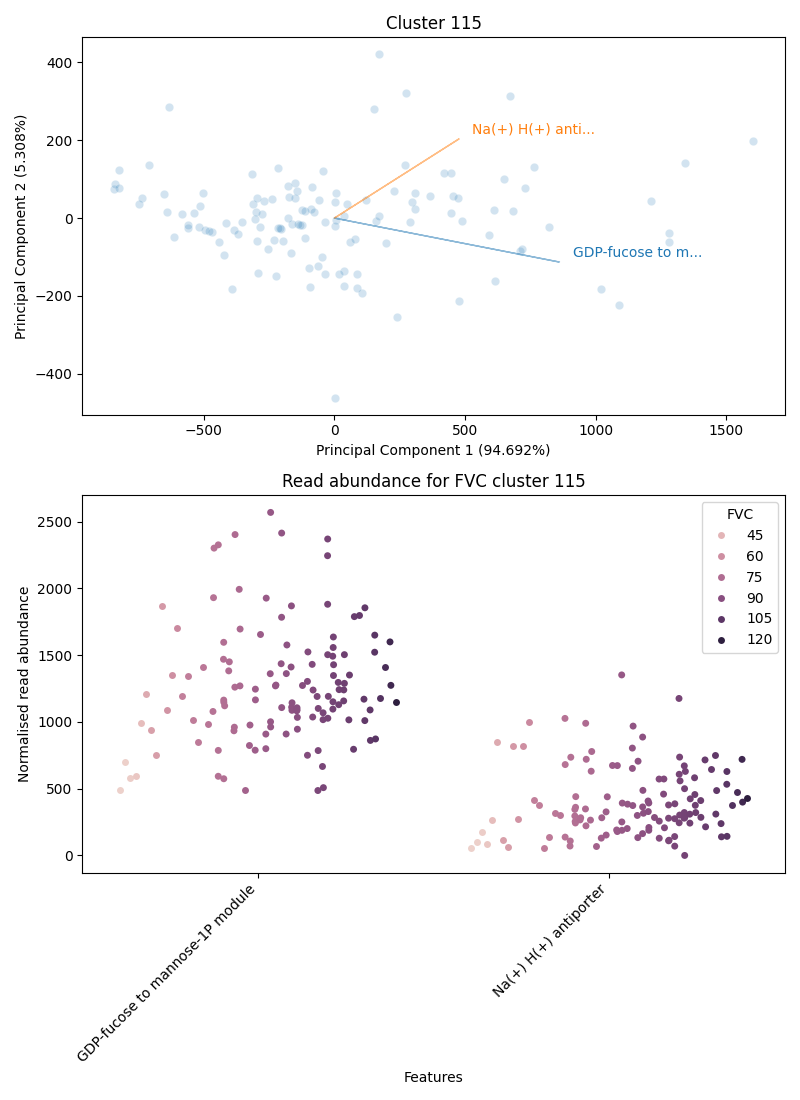 Cluster 115
400
200
0
−200
−400
Principal Component 2 (5.308%)
Na(+) H(+) anti...
GDP-fucose to m...
−500 0 500 1000 1500
Principal Component 1 (94.692%)
Read abundance for FVC cluster 115
2500
2000
1500
1000
500
0
Normalised read abundance
FVC
45
60
75
90
105
120
GDP-fucose to mannose-1P module
Na(+) H(+) antiporter
Features